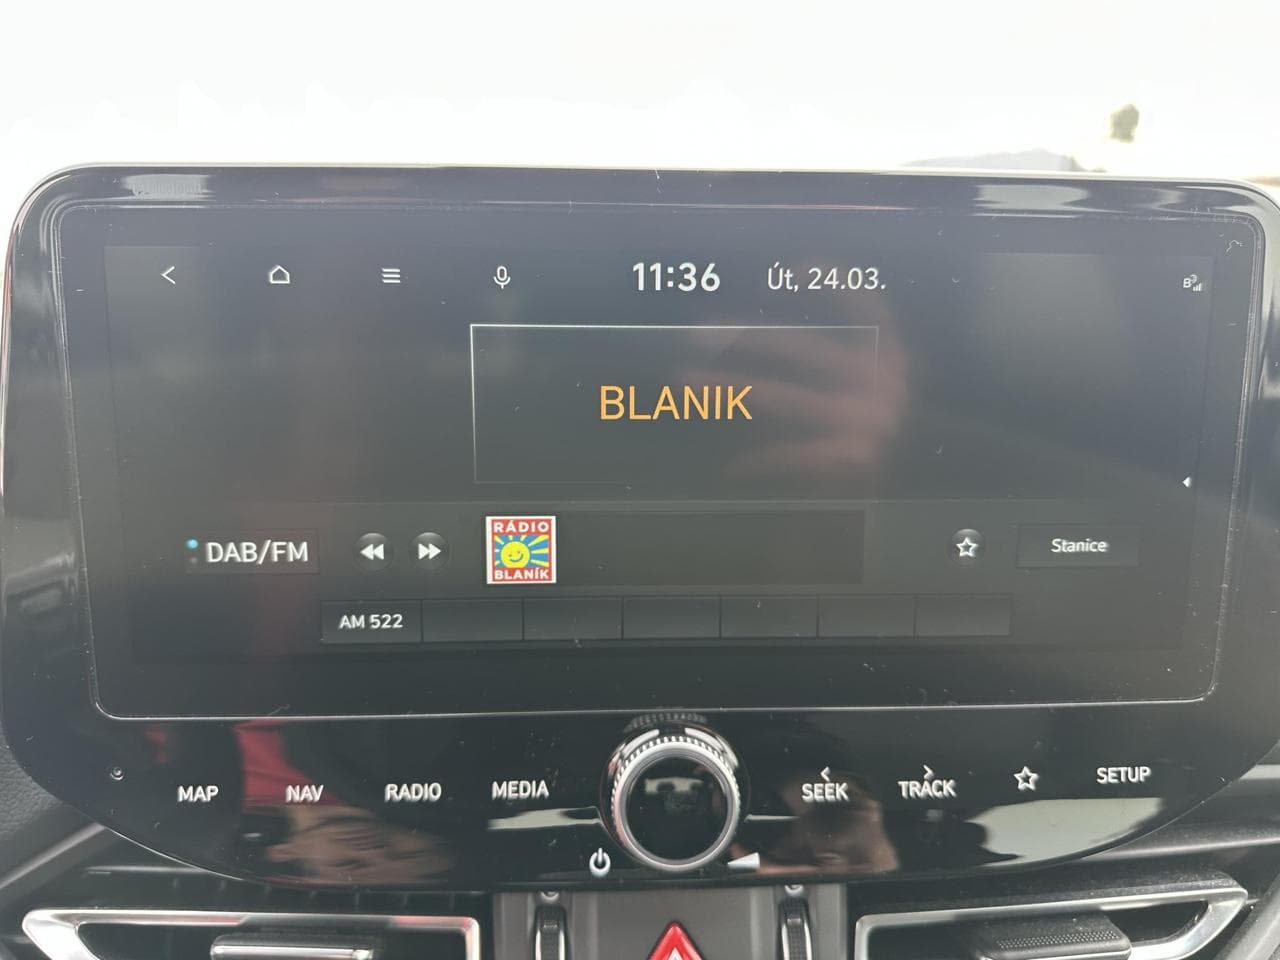 11:36 Út, 24.03.
BLANIK
DAB/FM
RÁDIO
BLANÍK
Stanice
AM 522
MAP NAV RADIO MEDIA SEEK TRACK SETUP